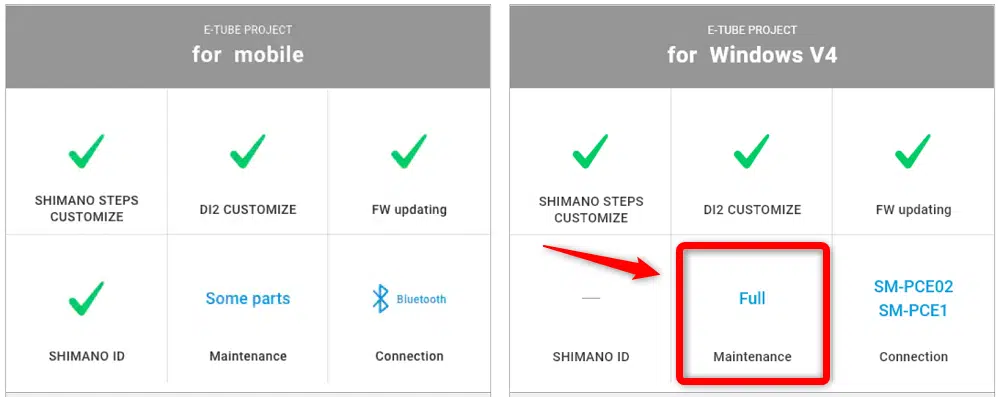 E-TUBE PROJECT
for mobile
SHIMANO STEPS
CUSTOMIZE
DI2 CUSTOMIZE
FW updating
SHIMANO ID
Some parts
Maintenance
Bluetooth
Connection
E-TUBE PROJECT
for Windows V4
SHIMANO STEPS
CUSTOMIZE
DI2 CUSTOMIZE
FW updating
—
SHIMANO ID
Full
Maintenance
SM-PCE02
SM-PCE1
Connection